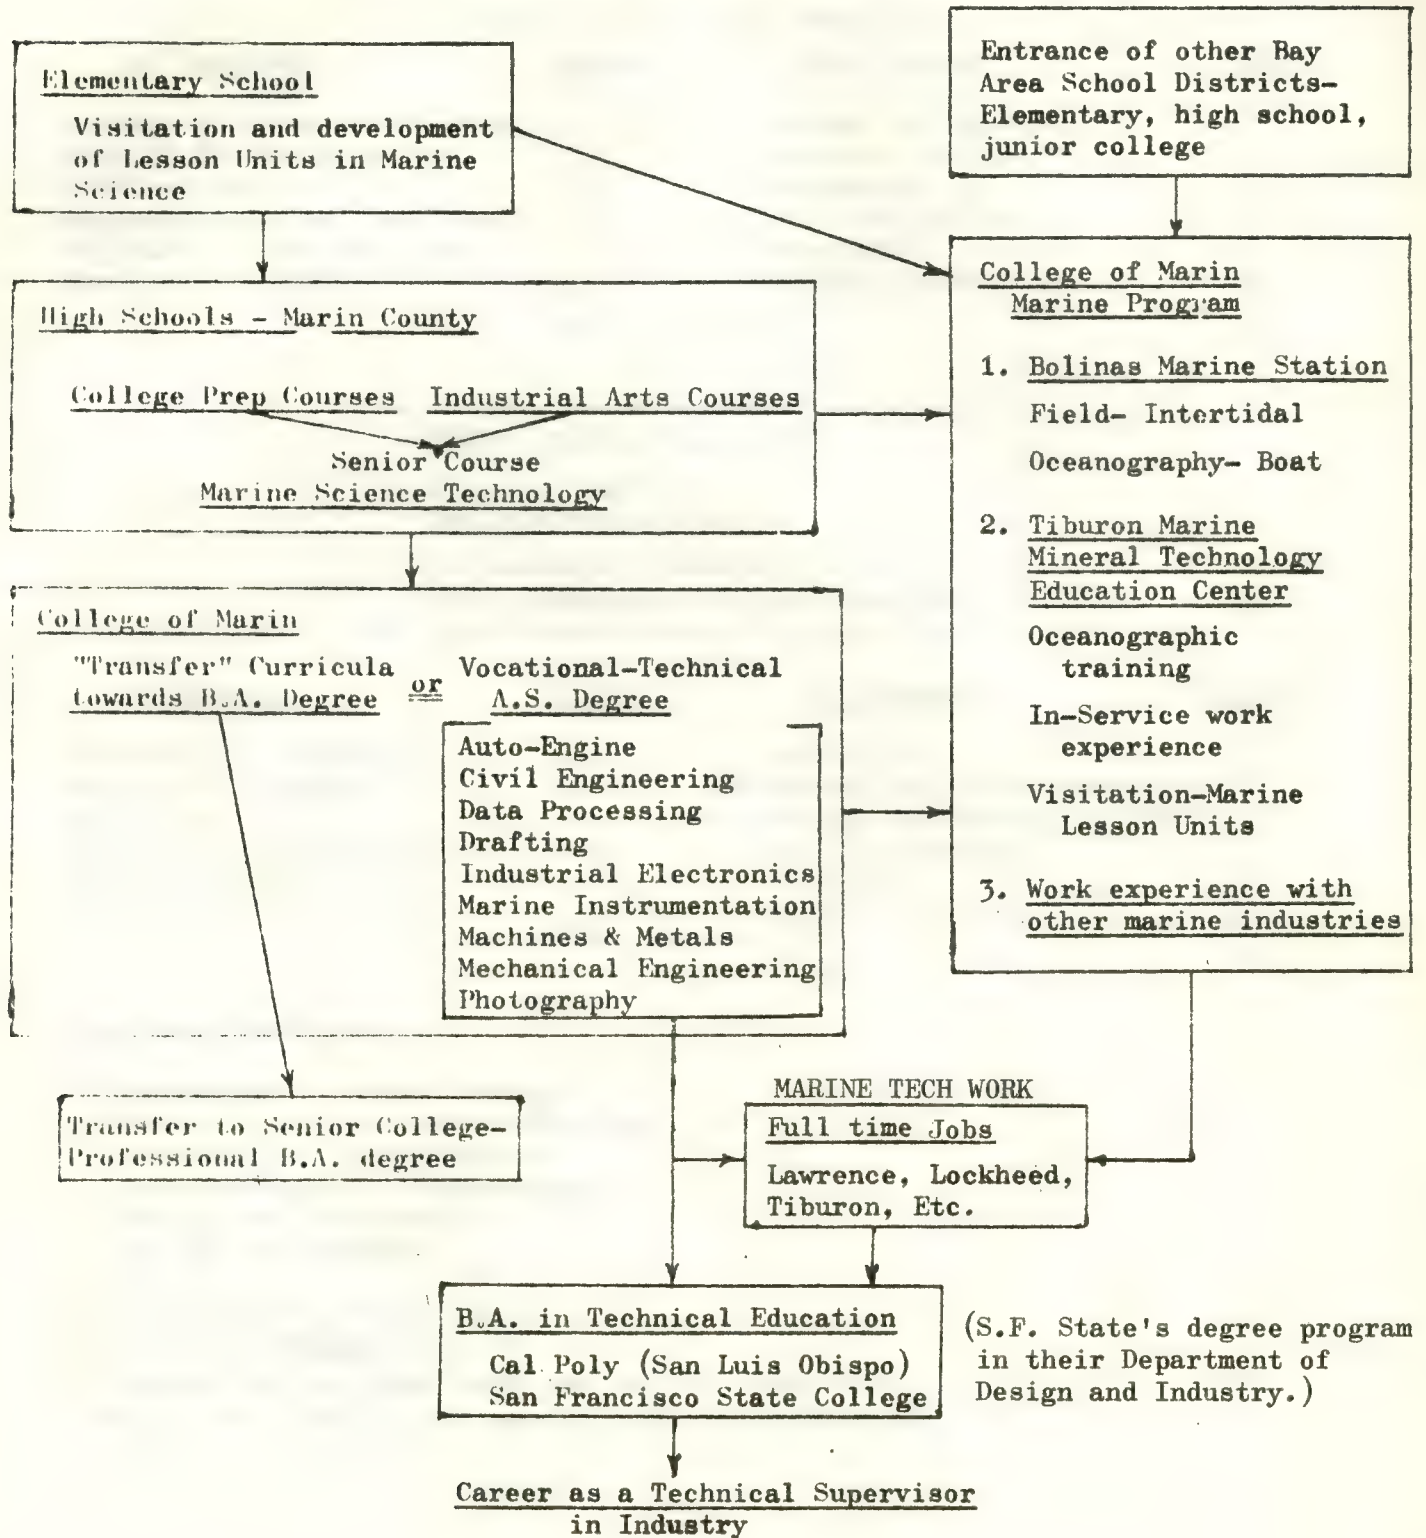 Elementary School
Visitation and development
of Lesson Units in Marine
Science
Entrance of other Bay
Area School Districts-
Elementary, high school,
junior college
High Schools - Marin County
College Prep Courses Industrial Arts Courses
Senior Course
Marine Science Technology
College of Marin
Marine Program
1. Bolinas Marine Station
Field- Intertidal
Oceanography- Boat
2. Tiburon Marine
Mineral Technology
Education Center
Oceanographic
training
In-Service work
experience
Visitation-Marine
Lesson Units
3. Work experience with
other marine industries
College of Marin
"Transfer" Curricula
towards B.A. Degree
or
Vocational-Technical
A.S. Degree
Auto-Engine
Civil Engineering
Data Processing
Drafting
Industrial Electronics
Marine Instrumentation
Machines & Metals
Mechanical Engineering
Photography
Transfer to Senior College-
Professional B.A. degree
MARINE TECH WORK
Full time Jobs
Lawrence, Lockheed,
Tiburon, Etc.
B.A. in Technical Education
Cal Poly (San Luis Obispo)
San Francisco State College
(S.F. State's degree program
in their Department of
Design and Industry.)
Career as a Technical Supervisor
in Industry